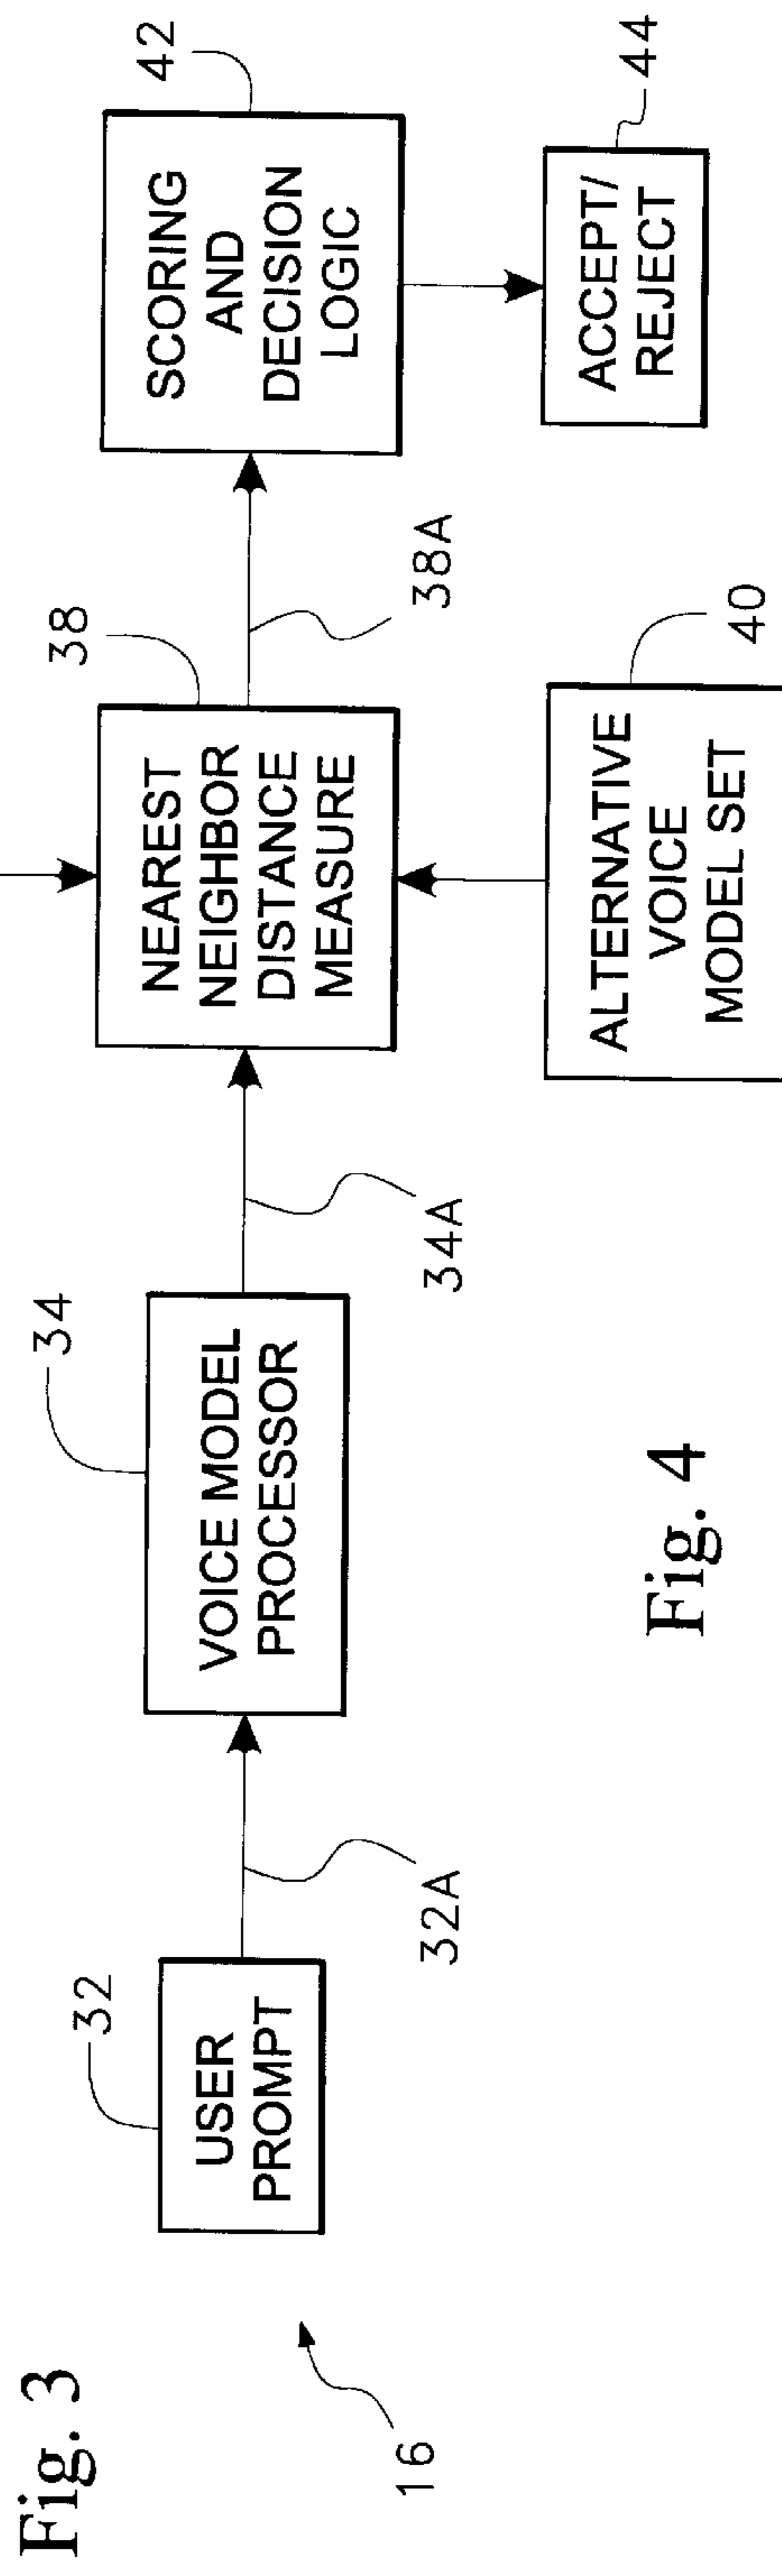 Fig. 3
16
32
USER
PROMPT
32A
34
VOICE MODEL
PROCESSOR
34A
38
NEAREST
NEIGHBOR
DISTANCE
MEASURE
38A
42
SCORING
AND
DECISION
LOGIC
44
ACCEPT/
REJECT
40
ALTERNATIVE
VOICE
MODEL SET
Fig. 4